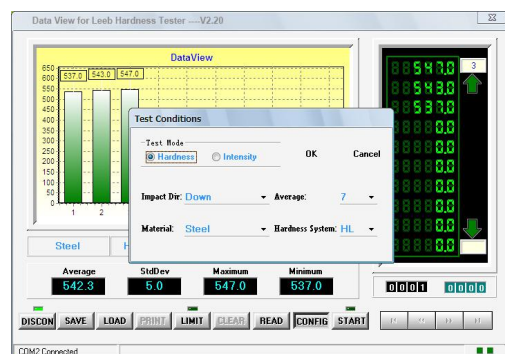 Data View for Leeb Hardness Tester ----V2.20
DataView
650
600
550
500
450
400
350
300
250
200
150
100
50
0
537.0 543.0 547.0
1 2
547.0 3
543.0
537.0
0.0
0.0
0.0
0.0
0.0
0.0
0.0
Test Conditions
Test Mode
Hardness Intensity OK Cancel
Impact Dir: Down Average: 7
Material: Steel Hardness System: HL
Steel H
Average StdDev Maximum Minimum
542.3 5.0 547.0 537.0
0001 0000
DISCON SAVE LOAD PRINT LIMIT CLEAR READ CONFIG START
COM2 Connected